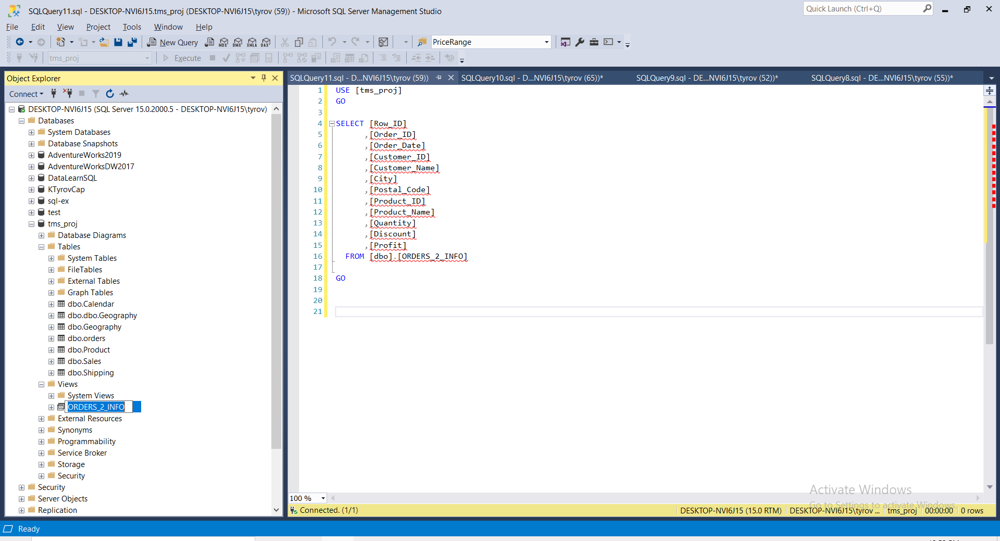 SQLQuery11.sql - DESKTOP-NVI6J15.tms_proj (DESKTOP-NVI6J15\tyrov (59)) - Microsoft SQL Server Management Studio
Quick Launch (Ctrl+Q)
File Edit View Project Tools Window Help
New Query MDX DMX XMLA DAX PriceRange
tms_proj Execute
Object Explorer
Connect
DESKTOP-NVI6J15 (SQL Server 15.0.2000.5 - DESKTOP-NVI6J15\tyrov)
Databases
System Databases
Database Snapshots
AdventureWorks2019
AdventureWorksDW2017
DataLearnSQL
KTyrovCap
sql-ex
test
tms_proj
Database Diagrams
Tables
System Tables
FileTables
External Tables
Graph Tables
dbo.Calendar
dbo.dbo.Geography
dbo.Geography
dbo.orders
dbo.Product
dbo.Sales
dbo.Shipping
Views
System Views
ORDERS_2_INFO
External Resources
Synonyms
Programmability
Service Broker
Storage
Security
Security
Server Objects
Replication
SQLQuery11.sql - D...NVI6J15\tyrov (59)) SQLQuery10.sql - D...NVI6J15\tyrov (65))* SQLQuery9.sql - DE...NVI6J15\tyrov (52))* SQLQuery8.sql - DE...NVI6J15\tyrov (55))*
1 USE [tms_proj]
2 GO
3
4 SELECT [Row_ID]
5 ,[Order_ID]
6 ,[Order_Date]
7 ,[Customer_ID]
8 ,[Customer_Name]
9 ,[City]
10 ,[Postal_Code]
11 ,[Product_ID]
12 ,[Product_Name]
13 ,[Quantity]
14 ,[Discount]
15 ,[Profit]
16 FROM [dbo].[ORDERS_2_INFO]
17
18 GO
19
20
21
Activate Windows
Go to Settings to activate Windows.
100 %
Connected. (1/1)
DESKTOP-NVI6J15 (15.0 RTM) DESKTOP-NVI6J15\tyrov ... tms_proj 00:00:00 0 rows
Ready